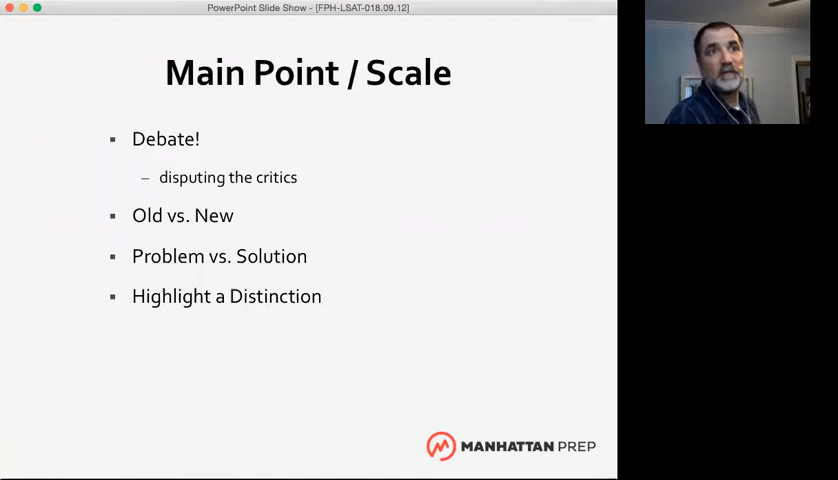 PowerPoint Slide Show - [FPH-LSAT-018.09.12]
Main Point / Scale
▪ Debate!
– disputing the critics
▪ Old vs. New
▪ Problem vs. Solution
▪ Highlight a Distinction
MANHATTAN PREP